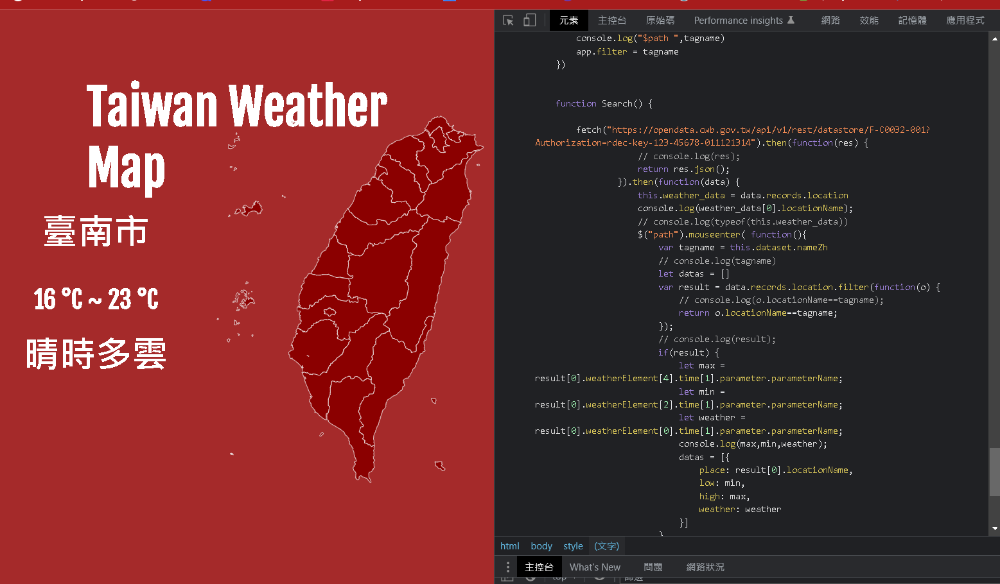 Taiwan Weather
Map
臺南市
16 °C ~ 23 °C
晴時多雲
元素 主控台 原始碼 Performance insights 網路 效能 記憶體 應用程式
console.log("$path ",tagname)
app.filter = tagname
})
function Search() {
fetch("https://opendata.cwb.gov.tw/api/v1/rest/datastore/F-C0032-001?
Authorization=rdec-key-123-45678-011121314").then(function(res) {
// console.log(res);
return res.json();
}).then(function(data) {
this.weather_data = data.records.location
console.log(weather_data[0].locationName);
// console.log(typeof(this.weather_data))
$("path").mouseenter( function(){
var tagname = this.dataset.nameZh
// console.log(tagname)
let datas = []
var result = data.records.location.filter(function(o) {
// console.log(o.locationName==tagname);
return o.locationName==tagname;
});
// console.log(result);
if(result) {
let max =
result[0].weatherElement[4].time[1].parameter.parameterName;
let min =
result[0].weatherElement[2].time[1].parameter.parameterName;
let weather =
result[0].weatherElement[0].time[1].parameter.parameterName;
console.log(max,min,weather);
datas = [{
place: result[0].locationName,
low: min,
high: max,
weather: weather
}]
}
html body style (文字)
主控台 What's New 問題 網路狀況
top 篩選